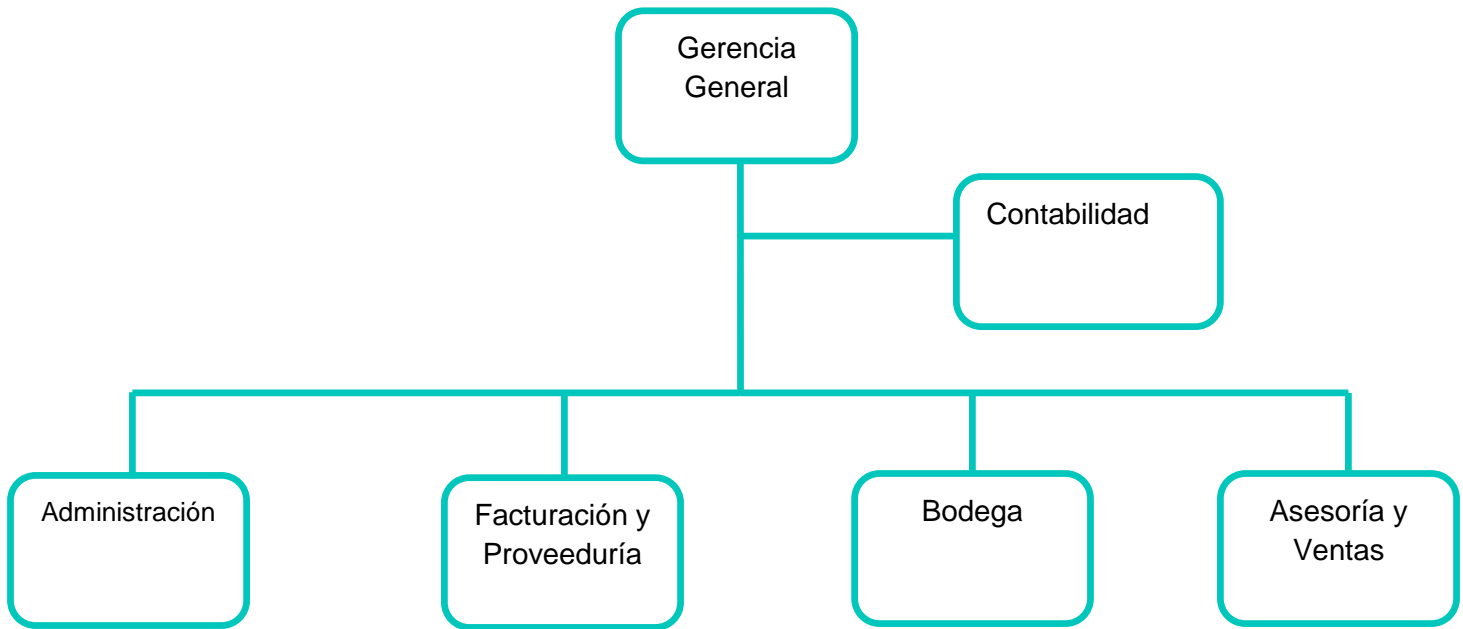 Gerencia
General
Contabilidad
Administración
Facturación y
Proveeduría
Bodega
Asesoría y
Ventas